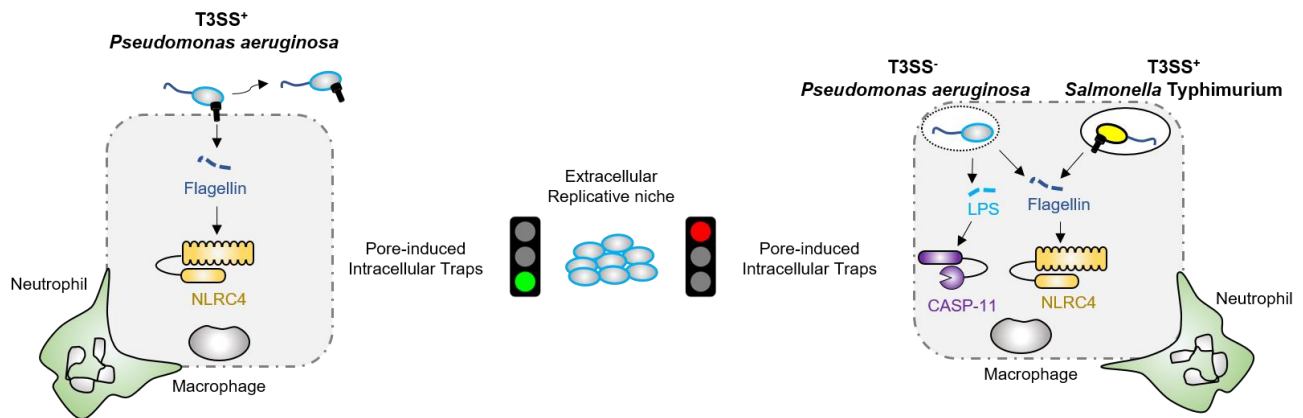 T3SS+
Pseudomonas aeruginosa
Flagellin
NLRC4
Neutrophil
Macrophage
Pore-induced
Intracellular Traps
Extracellular
Replicative niche
Pore-induced
Intracellular Traps
T3SS-
Pseudomonas aeruginosa
T3SS+
Salmonella Typhimurium
LPS
Flagellin
CASP-11
NLRC4
Neutrophil
Macrophage